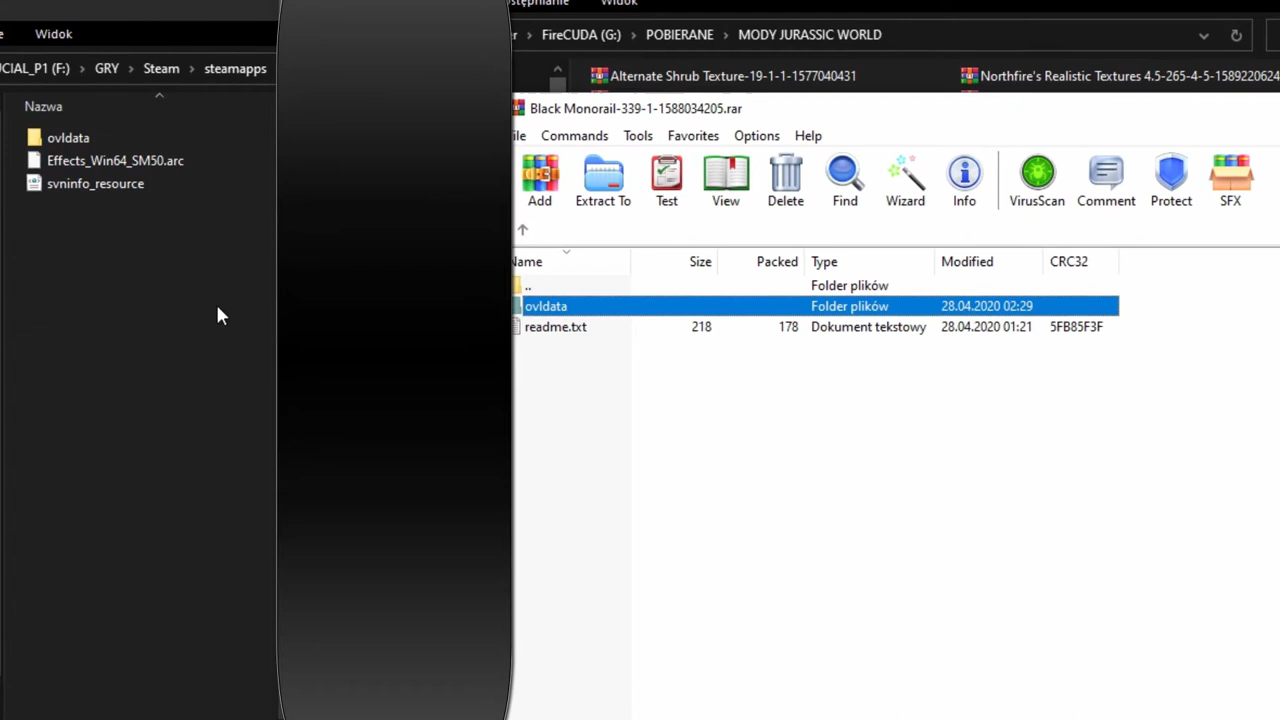 Widok
(F:) › GRY › Steam › steamapps
Nazwa
ovldata
Effects_Win64_SM50.arc
svninfo_resource
Widok
FireCUDA (G:) › POBIERANE › MODY JURASSIC WORLD
Alternate Shrub Texture-19-1-1-1577040431
Northfire's Realistic Textures 4.5-265-4-5-1589220624
Black Monorail-339-1-1588034205.rar
Commands Tools Favorites Options Help
Add Extract To Test View Delete Find Wizard Info VirusScan Comment Protect SFX
Name Size Packed Type Modified CRC32
.. Folder plików
ovldata Folder plików 28.04.2020 02:29
readme.txt 218 178 Dokument tekstowy 28.04.2020 01:21 5FB85F3F